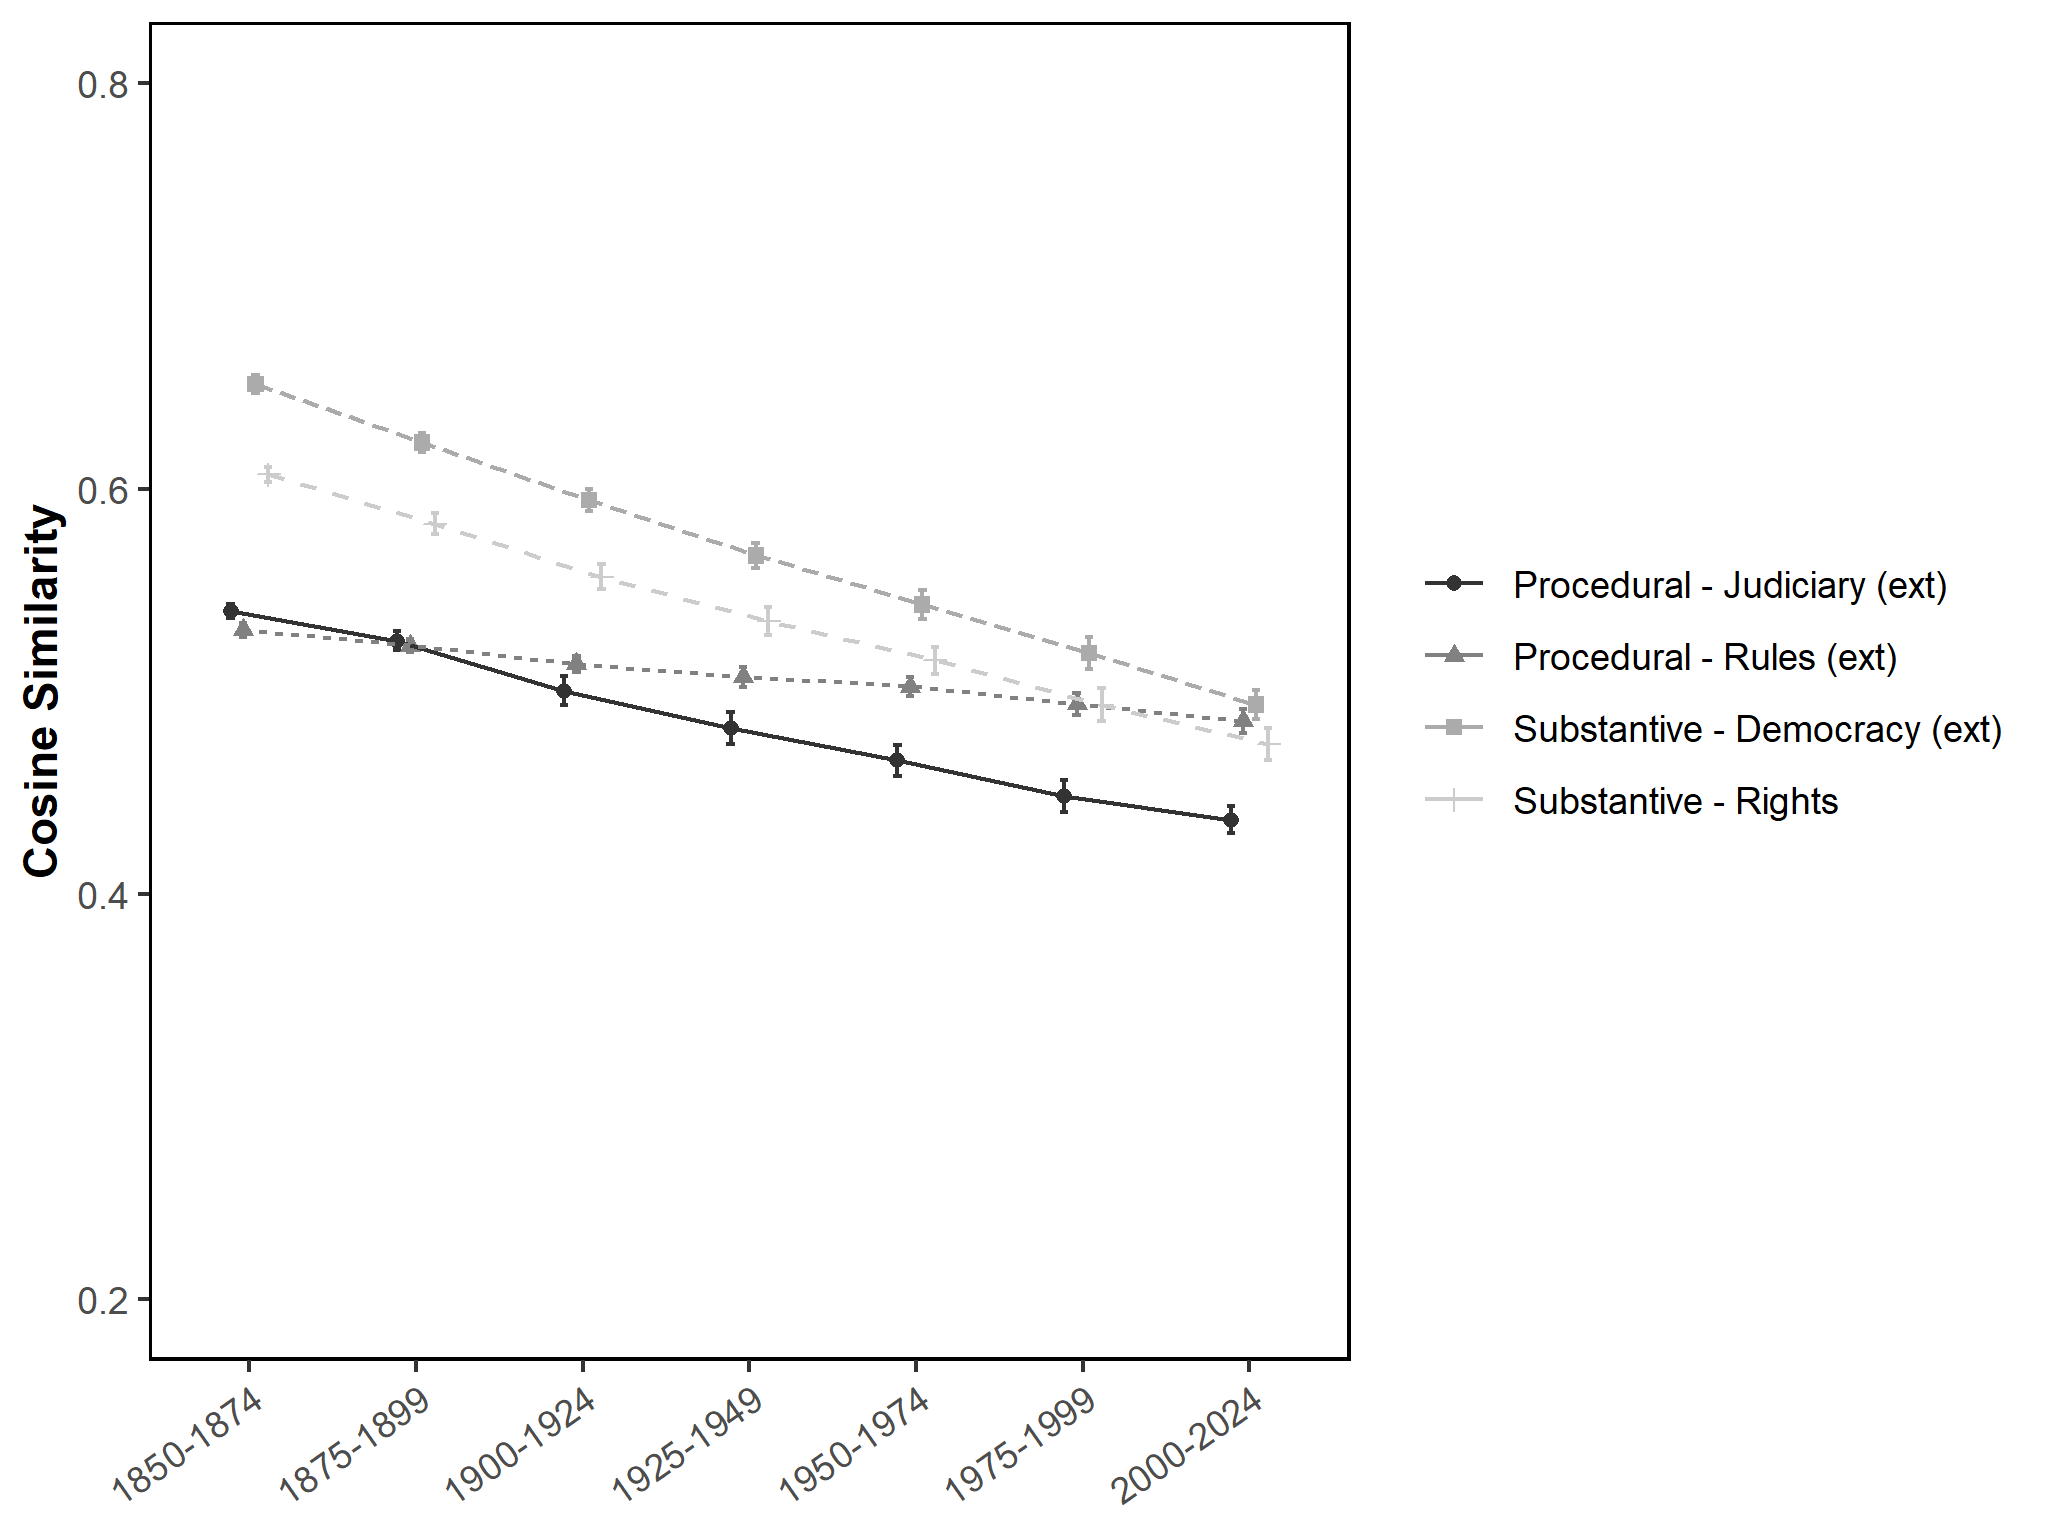 Cosine Similarity
0.8
0.6
0.4
0.2
1850-1874
1875-1899
1900-1924
1925-1949
1950-1974
1975-1999
2000-2024
Procedural - Judiciary (ext)
Procedural - Rules (ext)
Substantive - Democracy (ext)
Substantive - Rights